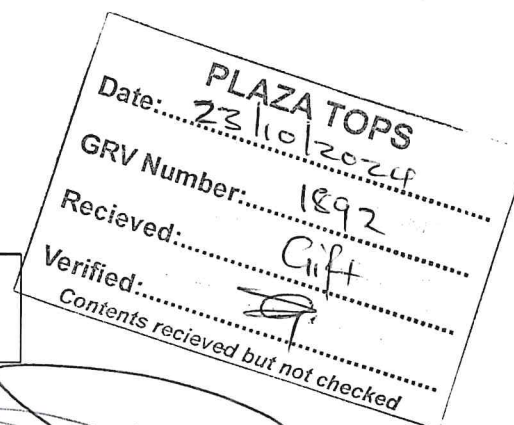 PLAZA TOPS
Date:..23/10/2024
GRV Number:..1892
Recieved:..Gift
Verified:..
Contents recieved but not checked